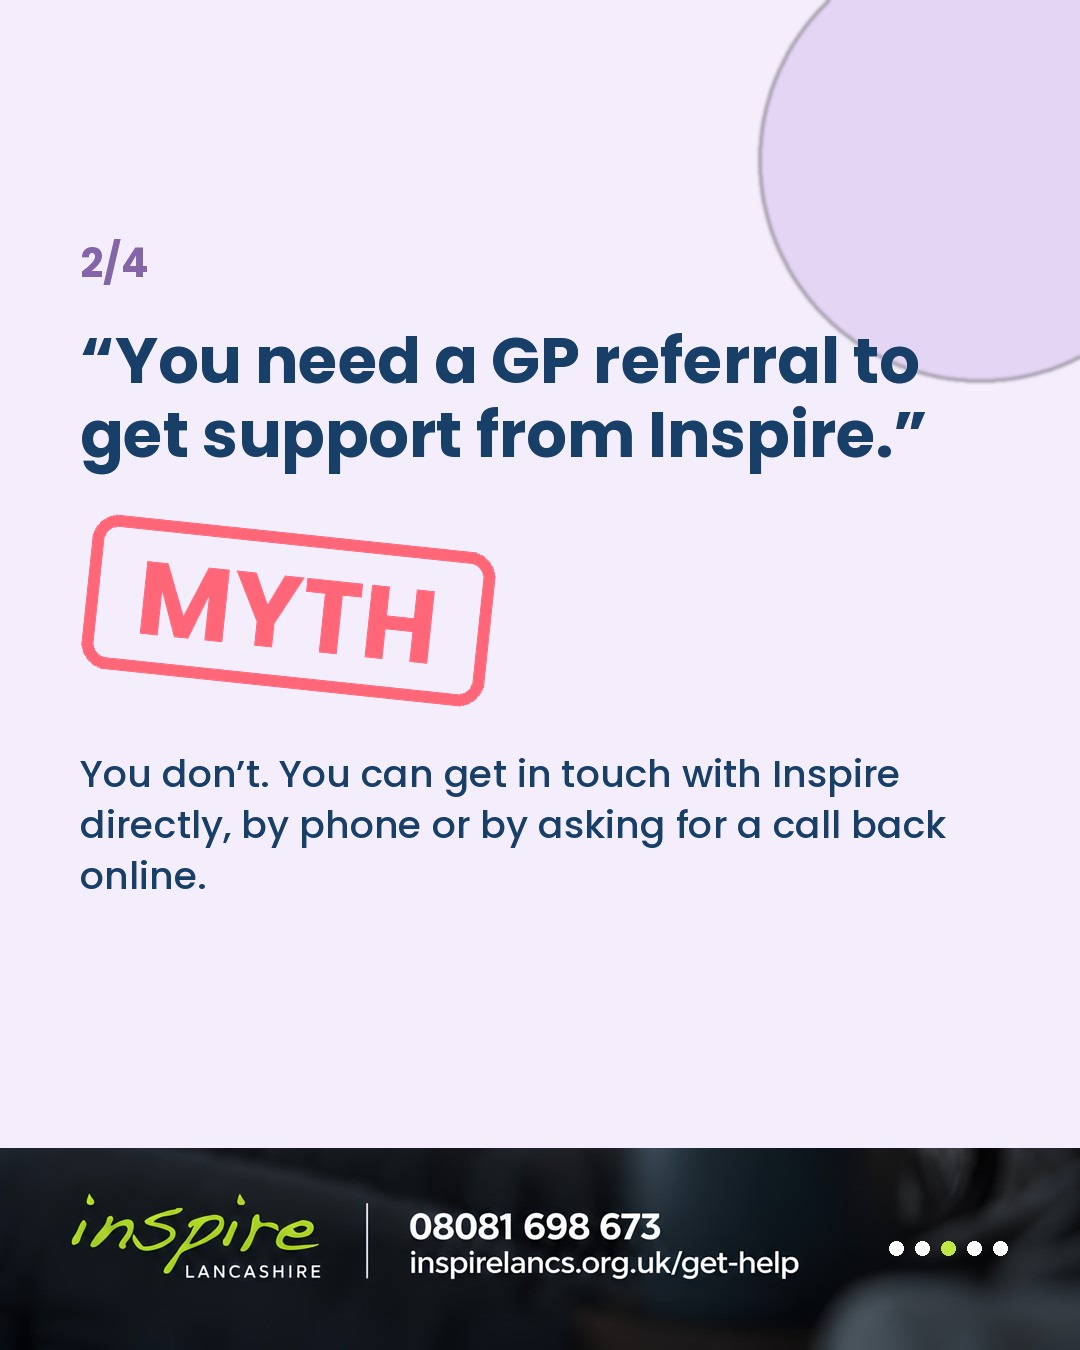 2/4
“You need a GP referral to
get support from Inspire.”
MYTH
You don’t. You can get in touch with Inspire
directly, by phone or by asking for a call back
online.
inspire
LANCASHIRE
08081 698 673
inspirelancs.org.uk/get-help